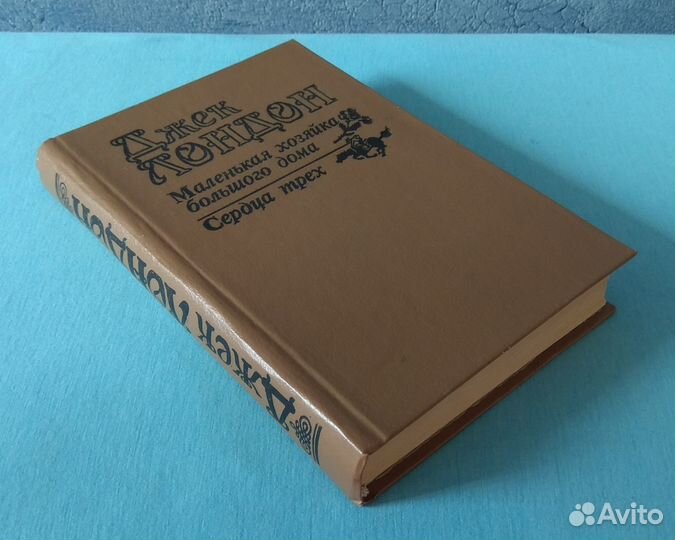 Джек
Лондон
Маленькая хозяйка
большого дома
Сердца трех
Джек Лондон
Avito